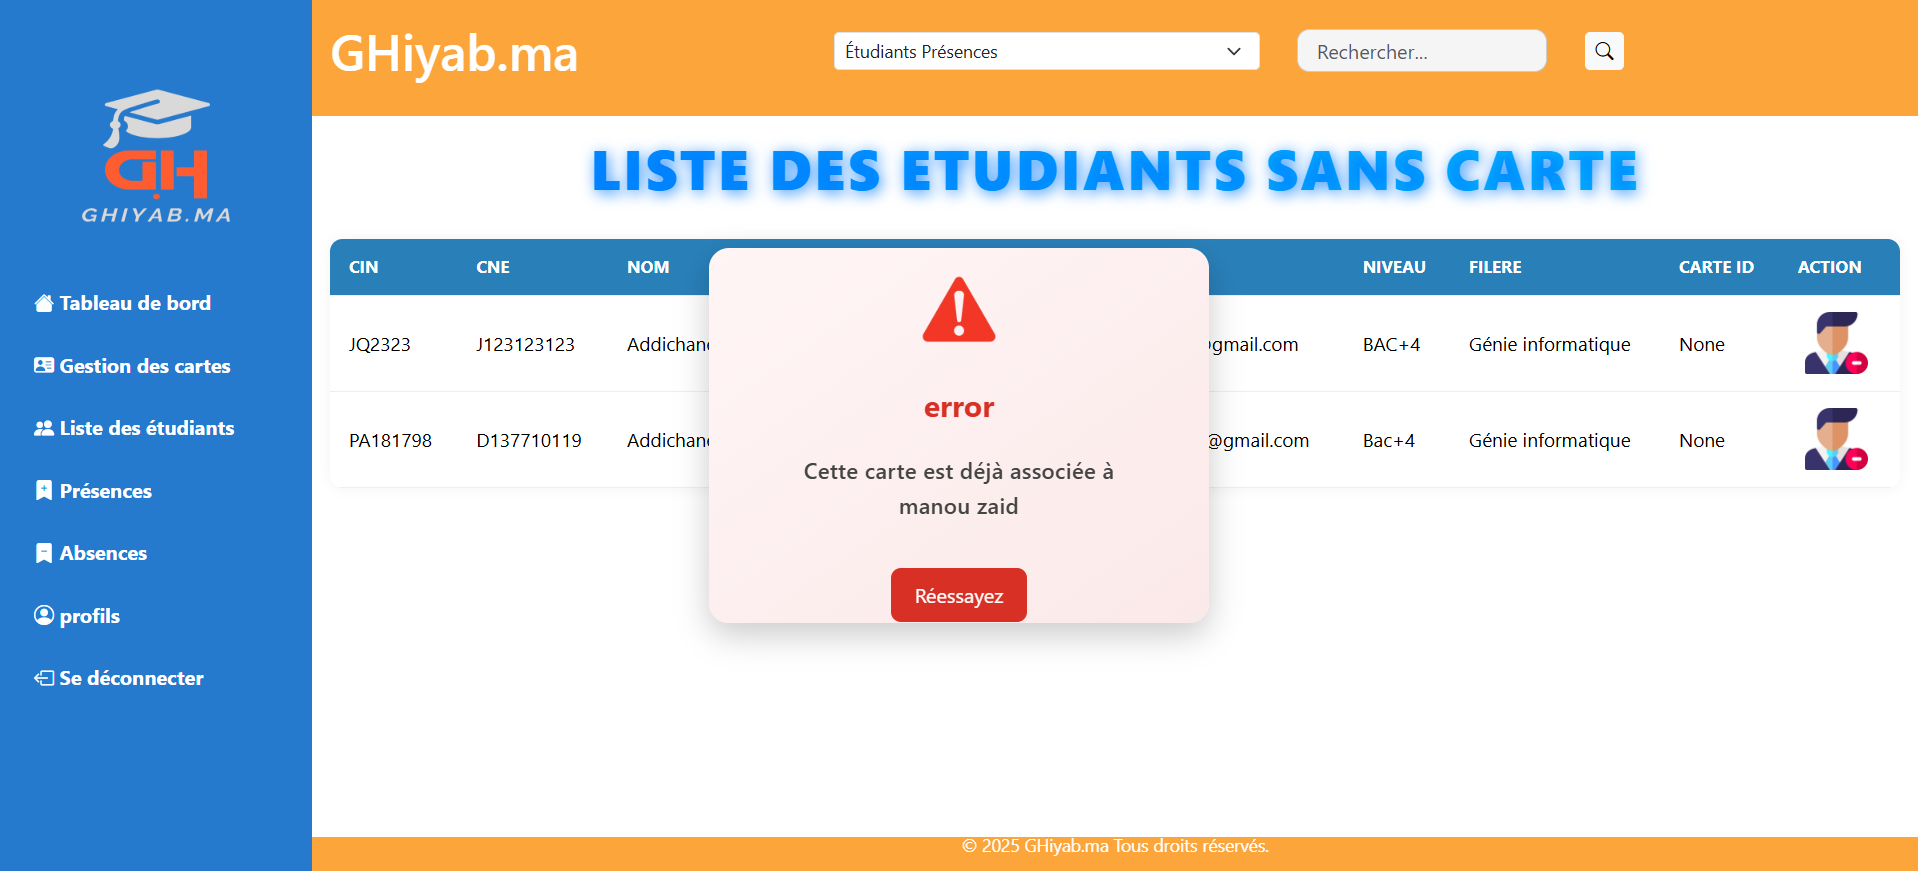 GHiyab.ma
Étudiants Présences
Rechercher...
GH
GHIYAB.MA
Tableau de bord
Gestion des cartes
Liste des étudiants
Présences
Absences
profils
Se déconnecter
LISTE DES ETUDIANTS SANS CARTE
CIN CNE NOM NIVEAU FILERE CARTE ID ACTION
JQ2323 J123123123 gmail.com BAC+4 Génie informatique None
PA181798 D137710119 @gmail.com Bac+4 Génie informatique None
error
Cette carte est déjà associée à
manou zaid
Réessayez
© 2025 GHiyab.ma Tous droits réservés.